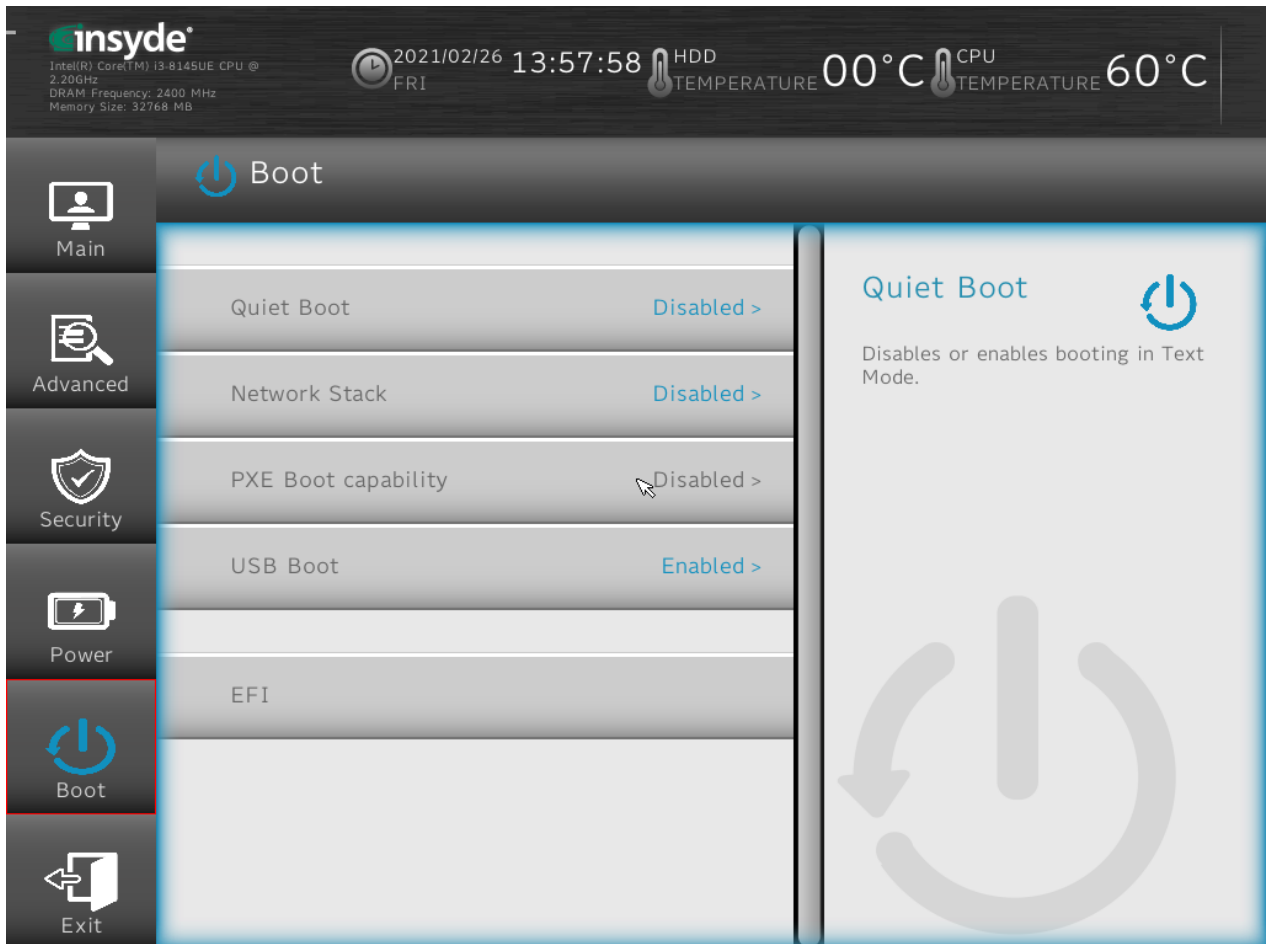 insyde®
Intel(R) Core(TM) i3-8145UE CPU @
2.20GHz
DRAM Frequency: 2400 MHz
Memory Size: 32768 MB
2021/02/26 13:57:58
FRI
HDD
TEMPERATURE 00°C
CPU
TEMPERATURE 60°C
Main
Advanced
Security
Power
Boot
Exit
Boot
Quiet Boot Disabled >
Network Stack Disabled >
PXE Boot capability Disabled >
USB Boot Enabled >
EFI
Quiet Boot
Disables or enables booting in Text
Mode.